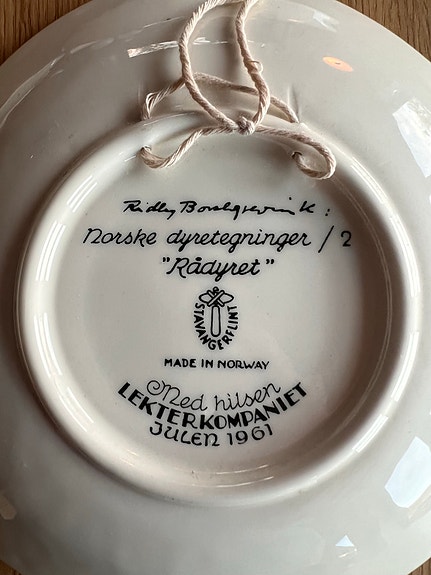 Ridley Borchgrevink:
Norske dyretegninger / 2
"Rådyret"
STAVANGERFLINT
MADE IN NORWAY
Med hilsen
LEKTERKOMPANIET
JULEN 1961